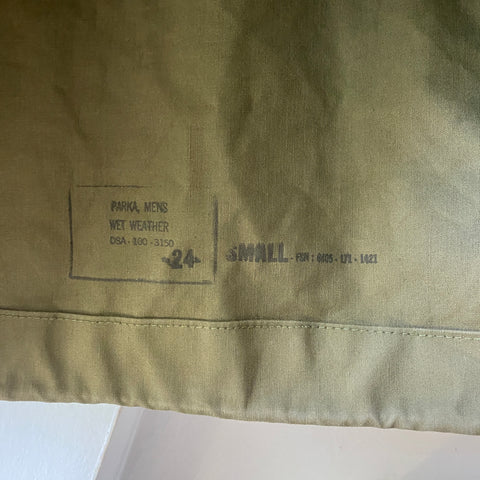 PARKA, MENS
WET WEATHER
DSA - 100 - 3150
-24-
SMALL - FSN : 8405 - 171 - 1421